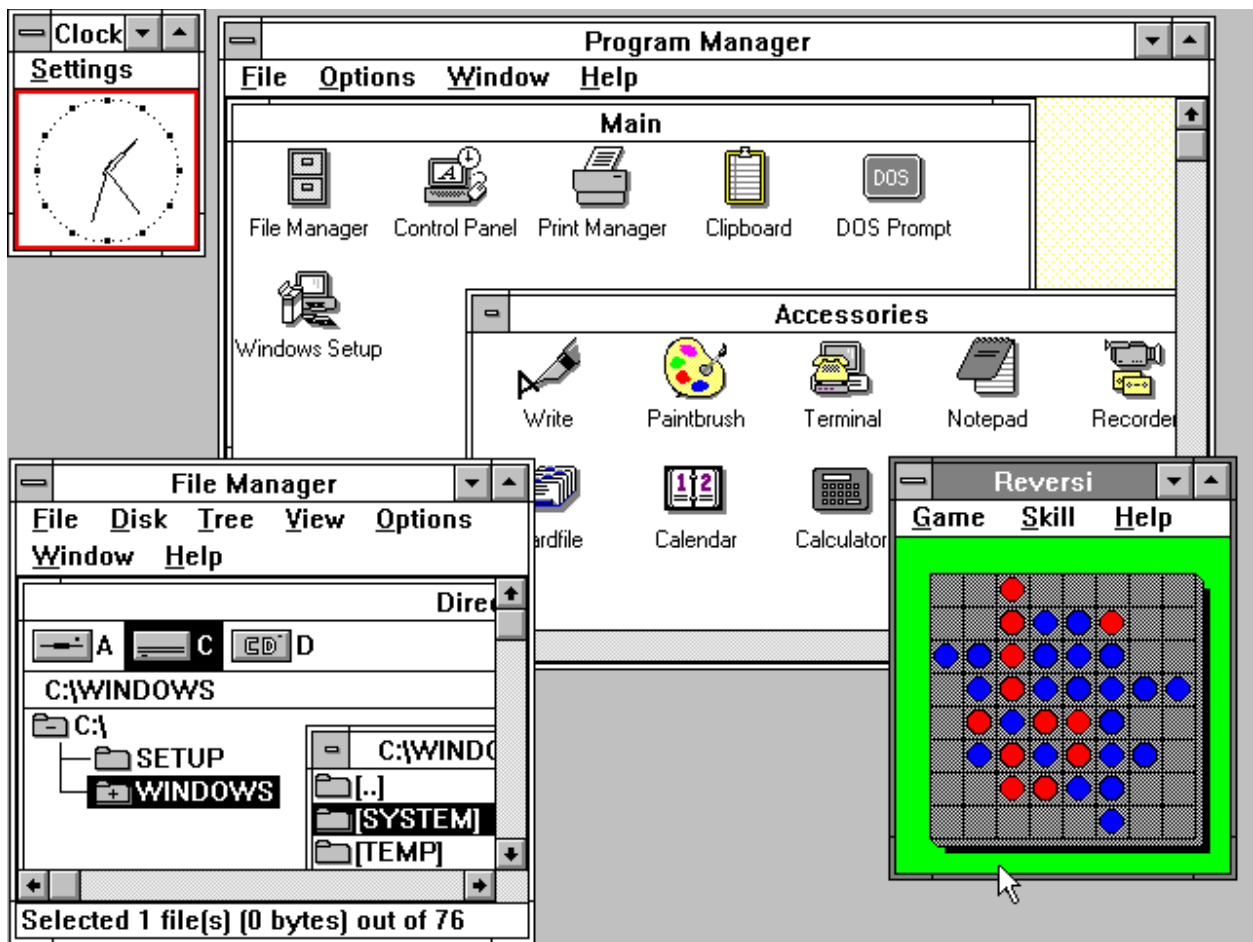 Clock
Settings
Program Manager
File Options Window Help
Main
File Manager Control Panel Print Manager Clipboard DOS Prompt
DOS
Windows Setup
Accessories
Write Paintbrush Terminal Notepad Recorder
12
ardfile Calendar Calculator
File Manager
File Disk Tree View Options
Window Help
Direc
A C CD D
C:\WINDOWS
C:\
SETUP
WINDOWS
C:\WINDO
[..]
[SYSTEM]
[TEMP]
Selected 1 file(s) (0 bytes) out of 76
Reversi
Game Skill Help